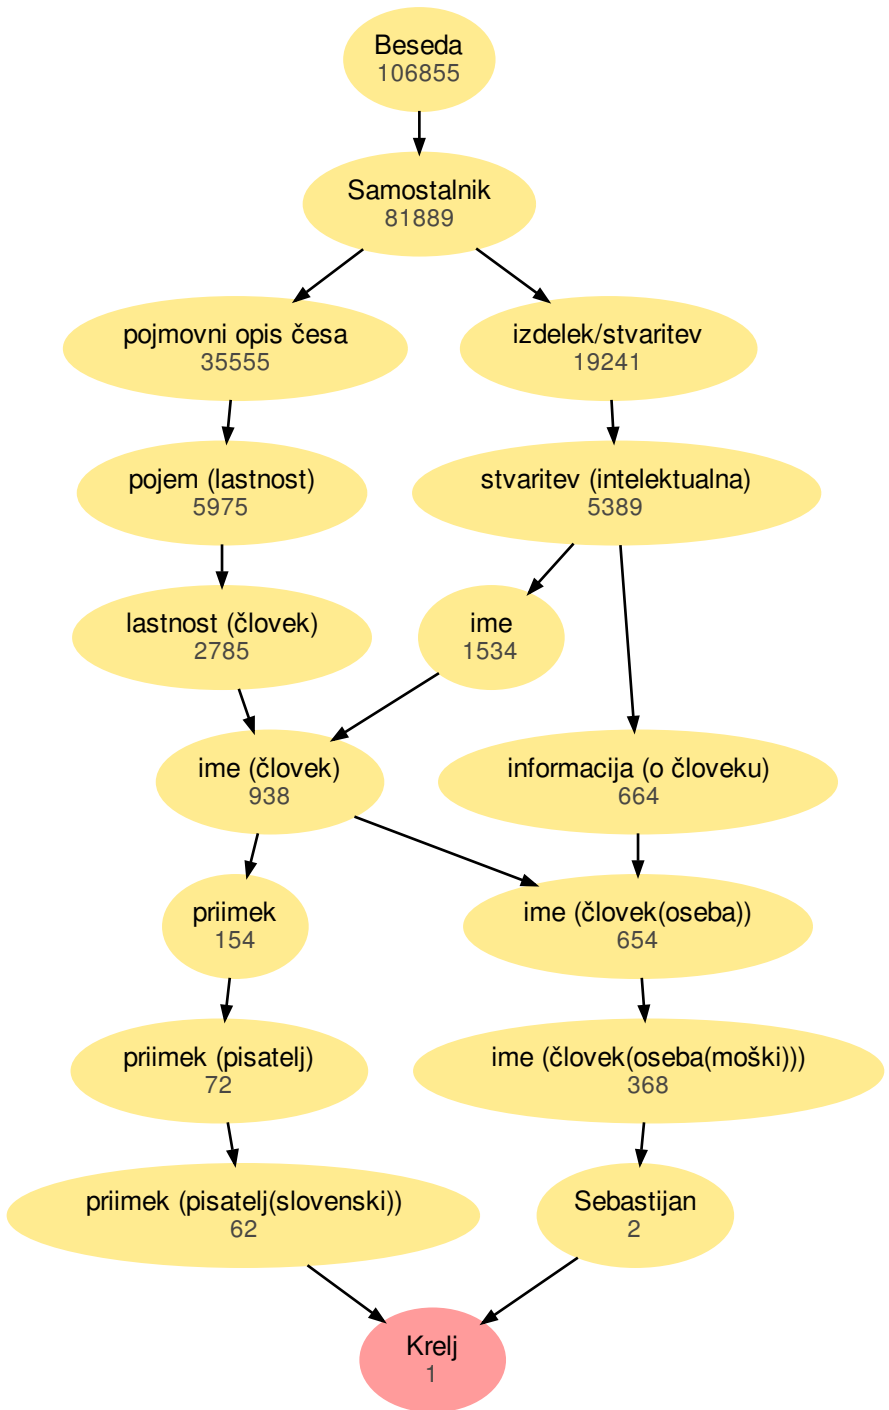 Beseda
106855
Samostalnik
81889
pojmovni opis česa
35555
izdelek/stvaritev
19241
pojem (lastnost)
5975
stvaritev (intelektualna)
5389
lastnost (človek)
2785
ime
1534
ime (človek)
938
informacija (o človeku)
664
priimek
154
ime (človek(oseba))
654
priimek (pisatelj)
72
ime (človek(oseba(moški)))
368
priimek (pisatelj(slovenski))
62
Sebastijan
2
Krelj
1